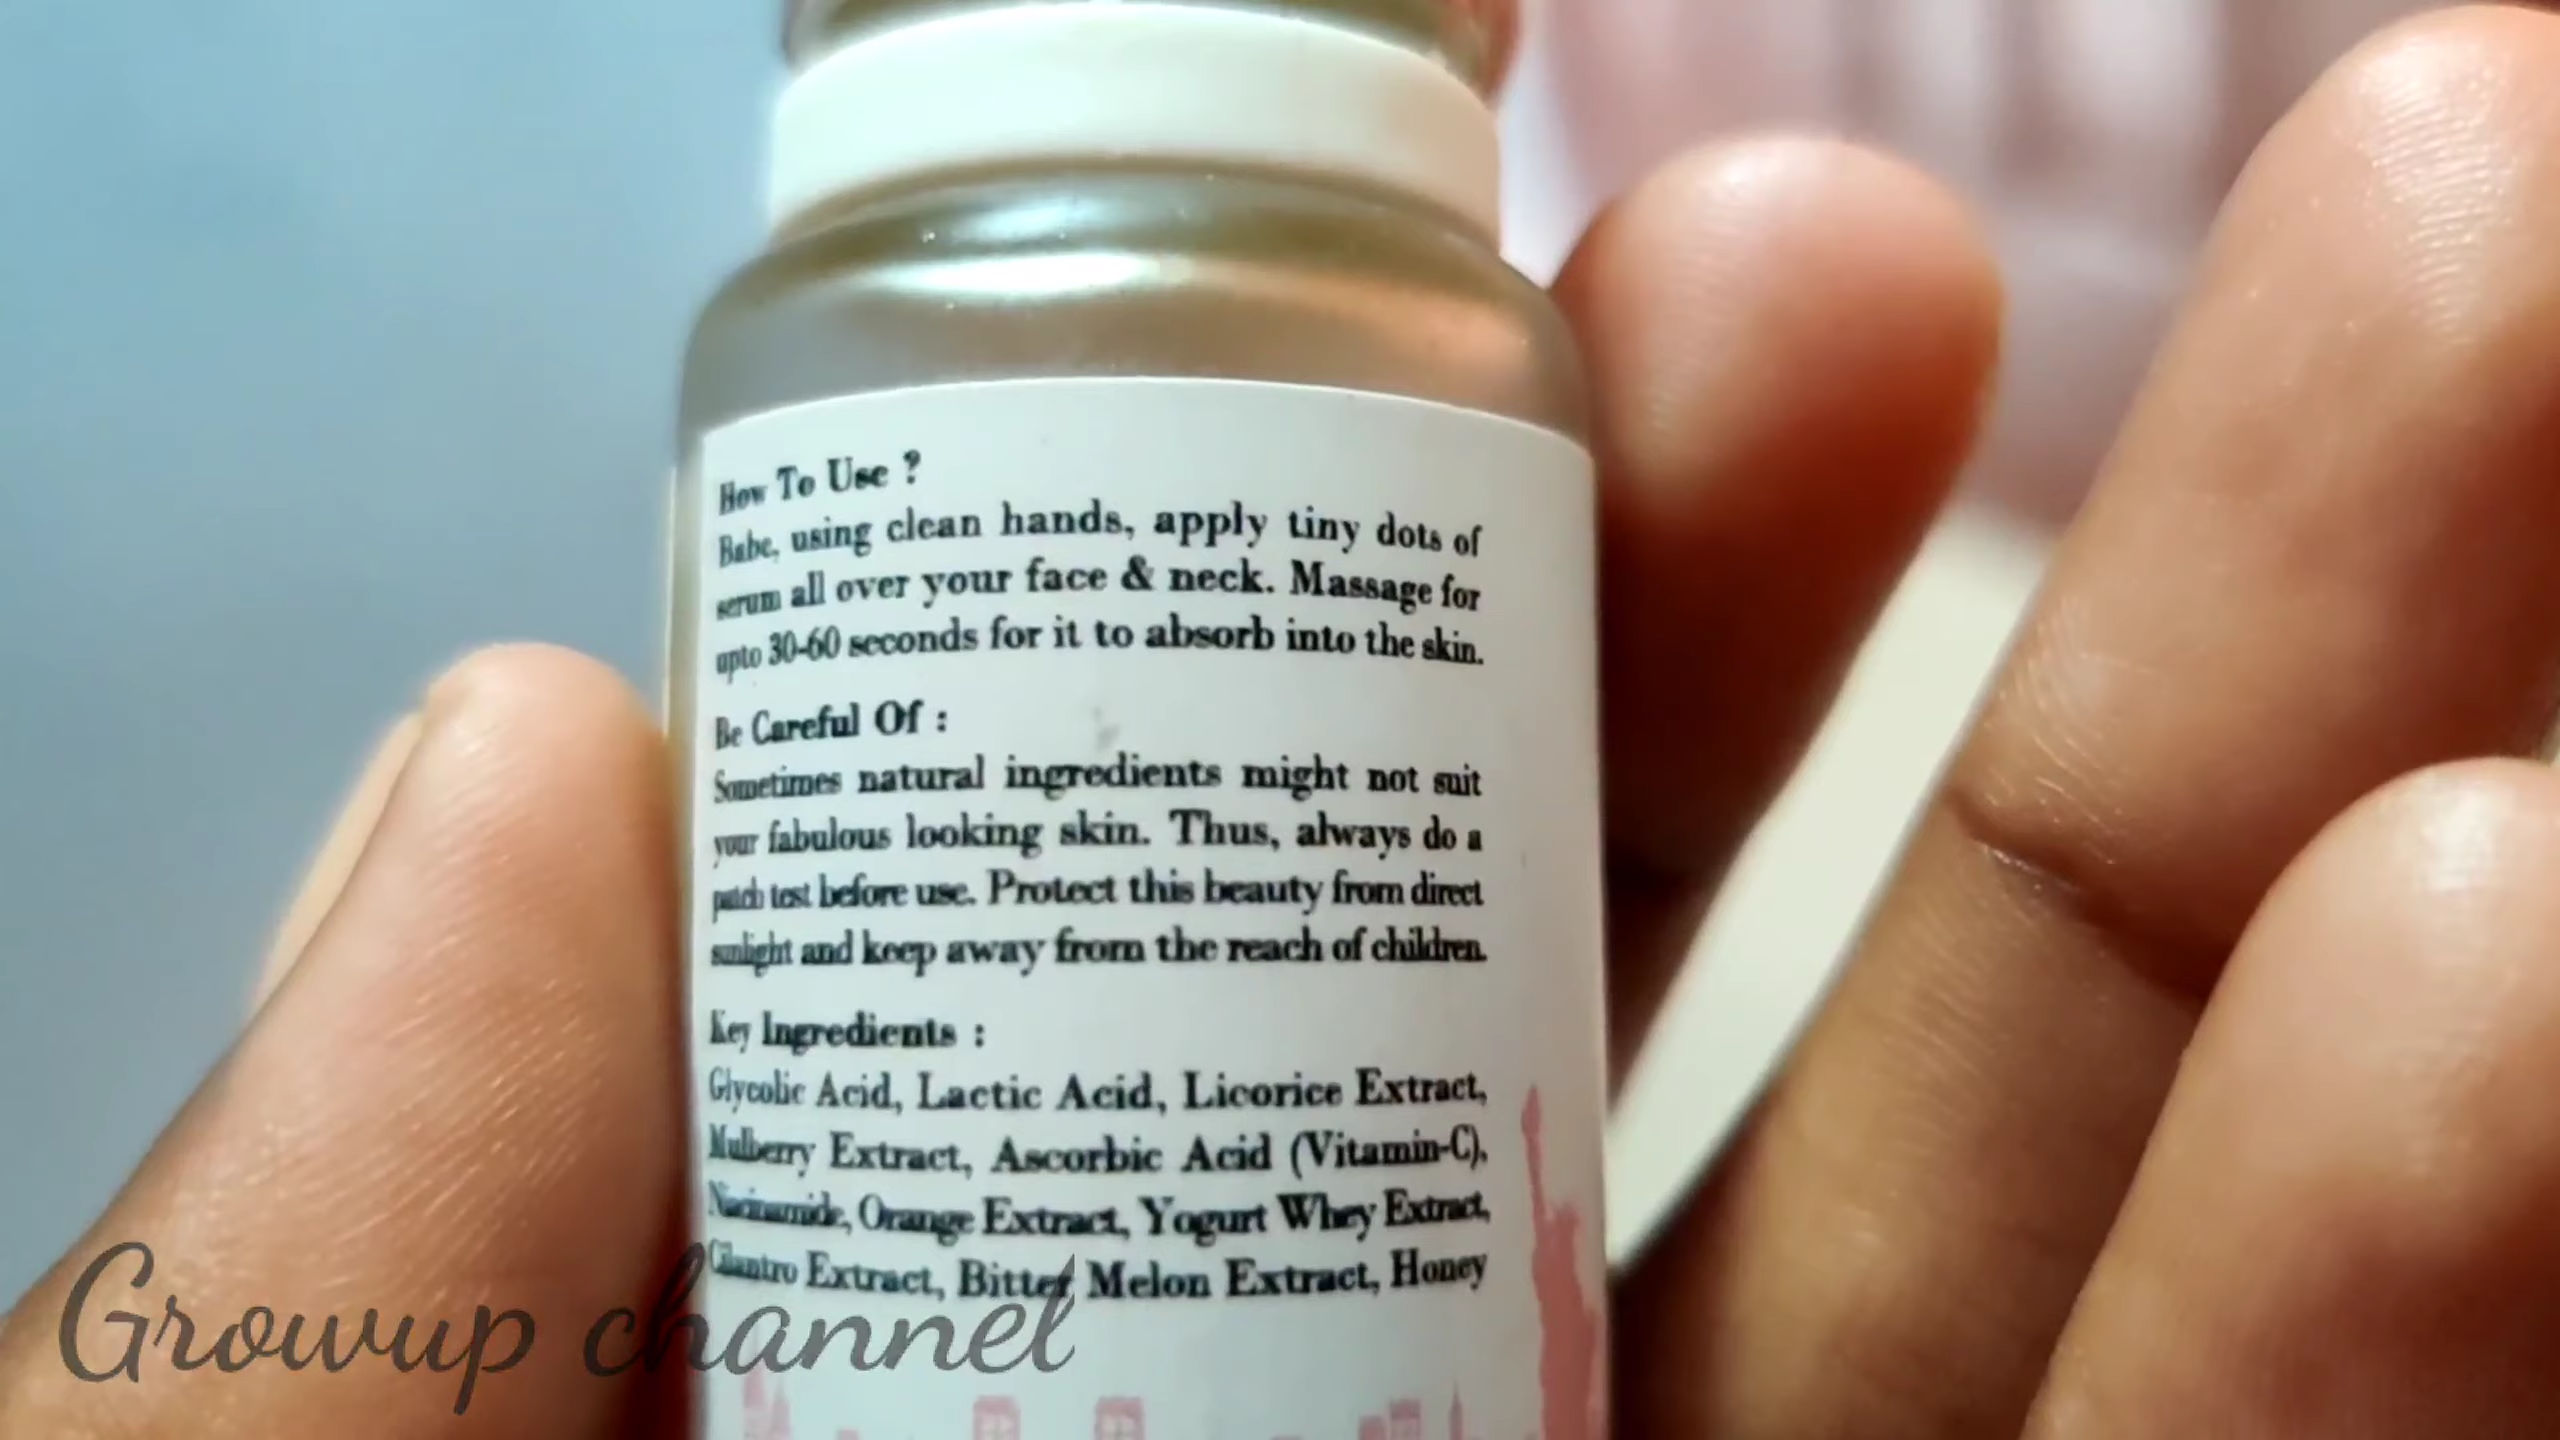 How To Use ?
Babe, using clean hands, apply tiny dots of
serum all over your face & neck. Massage for
upto 30-60 seconds for it to absorb into the skin.
Be Careful Of :
Sometimes natural ingredients might not suit
your fabulous looking skin. Thus, always do a
patch test before use. Protect this beauty from direct
sunlight and keep away from the reach of children.
Key Ingredients :
Glycolic Acid, Lactic Acid, Licorice Extract,
Mulberry Extract, Ascorbic Acid (Vitamin-C),
Niacinamide, Orange Extract, Yogurt Whey Extract,
Cilantro Extract, Bitter Melon Extract, Honey
Growup channel